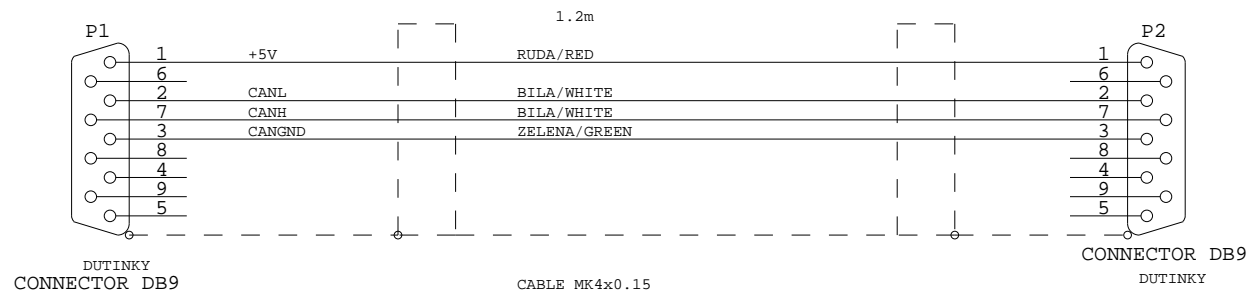 1.2m
P1
P2
1 +5V RUDA/RED 1
6 6
2 CANL BILA/WHITE 2
7 CANH BILA/WHITE 7
3 CANGND ZELENA/GREEN 3
8 8
4 4
9 9
5 5
DUTINKY
CONNECTOR DB9
CABLE MK4x0.15
CONNECTOR DB9
DUTINKY